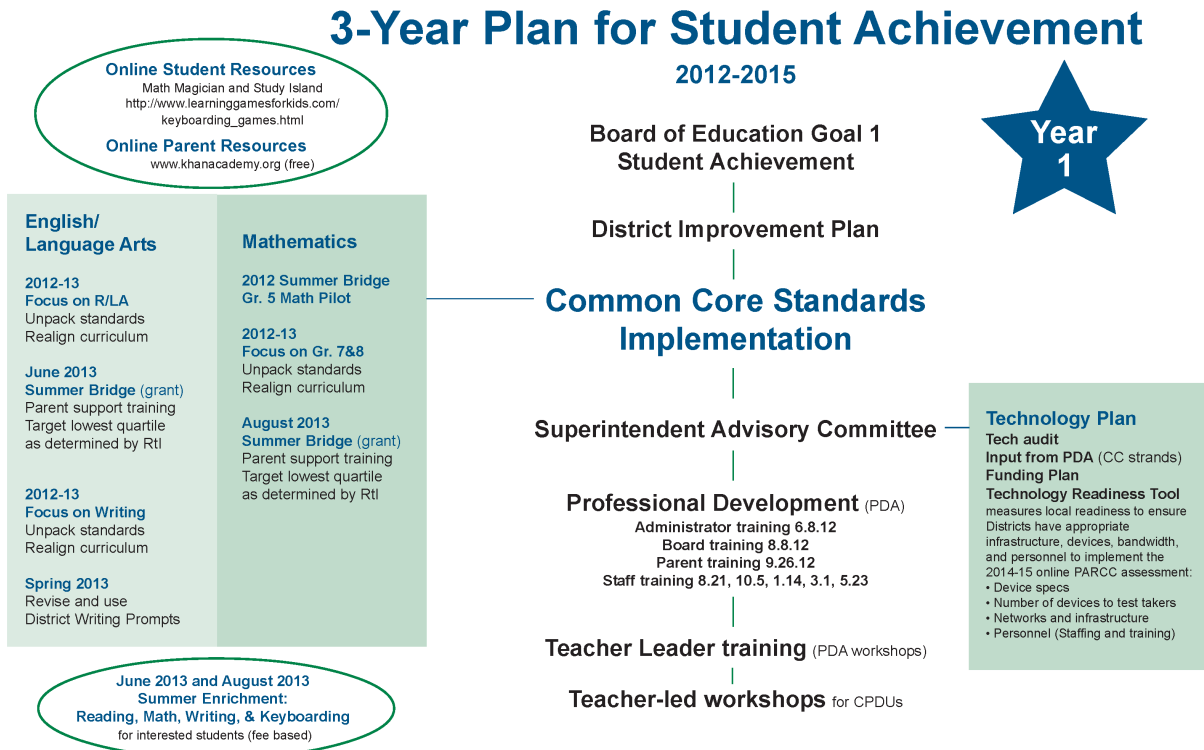 3-Year Plan for Student Achievement
2012-2015
Year
1
Online Student Resources
Math Magician and Study Island
http://www.learninggamesforkids.com/
keyboarding_games.html
Online Parent Resources
www.khanacademy.org (free)
Board of Education Goal 1
Student Achievement
District Improvement Plan
Common Core Standards
Implementation
English/
Language Arts
2012-13
Focus on R/LA
Unpack standards
Realign curriculum
June 2013
Summer Bridge (grant)
Parent support training
Target lowest quartile
as determined by RtI
2012-13
Focus on Writing
Unpack standards
Realign curriculum
Spring 2013
Revise and use
District Writing Prompts
Mathematics
2012 Summer Bridge
Gr. 5 Math Pilot
2012-13
Focus on Gr. 7&8
Unpack standards
Realign curriculum
August 2013
Summer Bridge (grant)
Parent support training
Target lowest quartile
as determined by RtI
Superintendent Advisory Committee
Professional Development (PDA)
Administrator training 6.8.12
Board training 8.8.12
Parent training 9.26.12
Staff training 8.21, 10.5, 1.14, 3.1, 5.23
Teacher Leader training (PDA workshops)
Teacher-led workshops for CPDUs
Technology Plan
Tech audit
Input from PDA (CC strands)
Funding Plan
Technology Readiness Tool
measures local readiness to ensure
Districts have appropriate
infrastructure, devices, bandwidth,
and personnel to implement the
2014-15 online PARCC assessment:
• Device specs
• Number of devices to test takers
• Networks and infrastructure
• Personnel (Staffing and training)
June 2013 and August 2013
Summer Enrichment:
Reading, Math, Writing, & Keyboarding
for interested students (fee based)